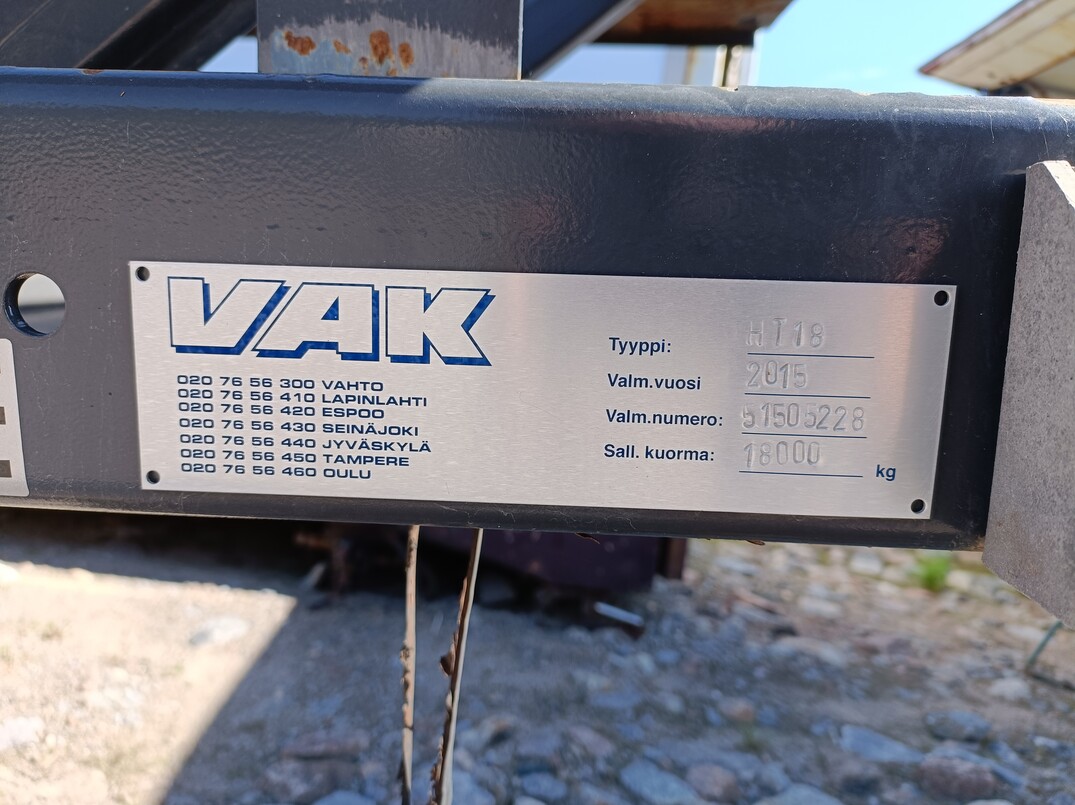 VAK
020 76 56 300 VAHTO
020 76 56 410 LAPINLAHTI
020 76 56 420 ESPOO
020 76 56 430 SEINÄJOKI
020 76 56 440 JYVÄSKYLÄ
020 76 56 450 TAMPERE
020 76 56 460 OULU
Tyyppi: HT18
Valm.vuosi 2015
Valm.numero: 51505228
Sall. kuorma: 18000 kg